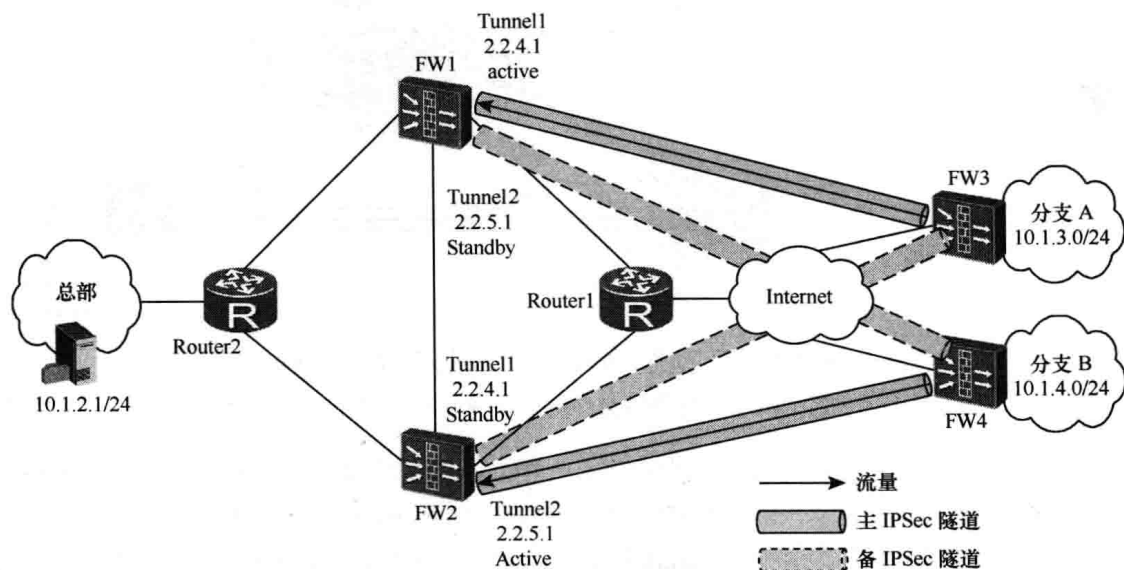 Tunnel1
2.2.4.1
active
FW1
Tunnel2
2.2.5.1
Standby
FW3
分支 A
10.1.3.0/24
总部
10.1.2.1/24
R
Router2
Router1
R
Internet
Tunnel1
2.2.4.1
Standby
分支 B
10.1.4.0/24
FW4
FW2
Tunnel2
2.2.5.1
Active
流量
主 IPSec 隧道
备 IPSec 隧道